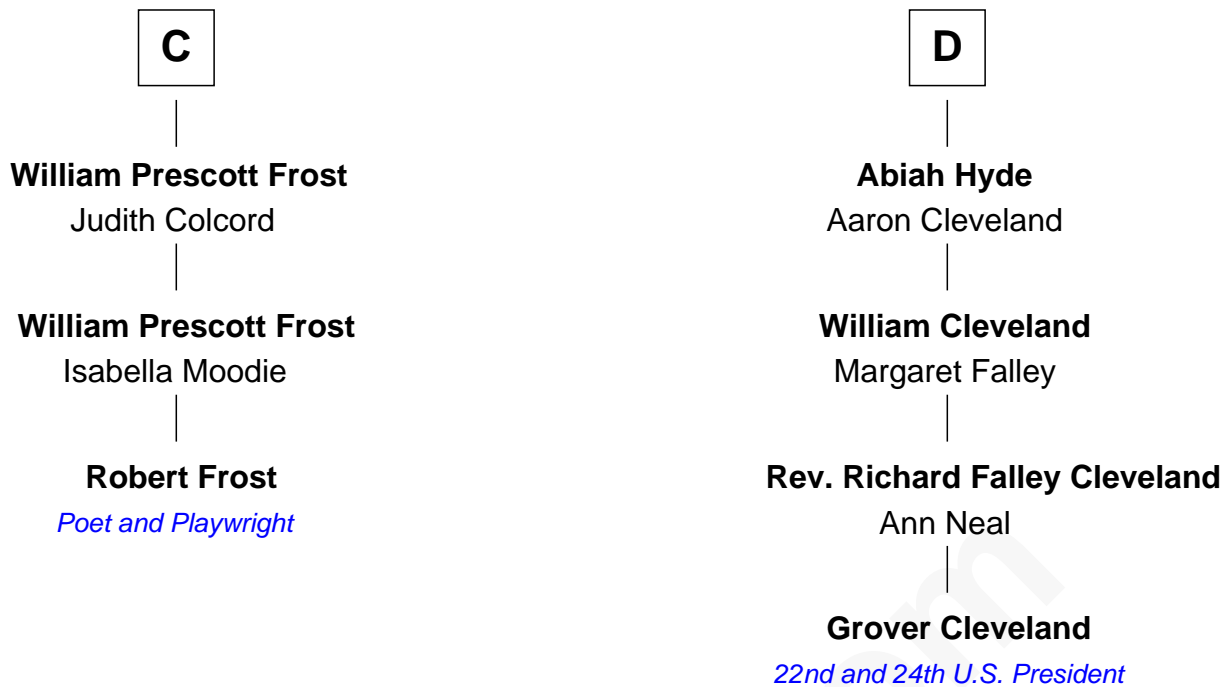 C
William Prescott Frost
Judith Colcord
William Prescott Frost
Isabella Moodie
Robert Frost
Poet and Playwright
D
Abiah Hyde
Aaron Cleveland
William Cleveland
Margaret Falley
Rev. Richard Falley Cleveland
Ann Neal
Grover Cleveland
22nd and 24th U.S. President